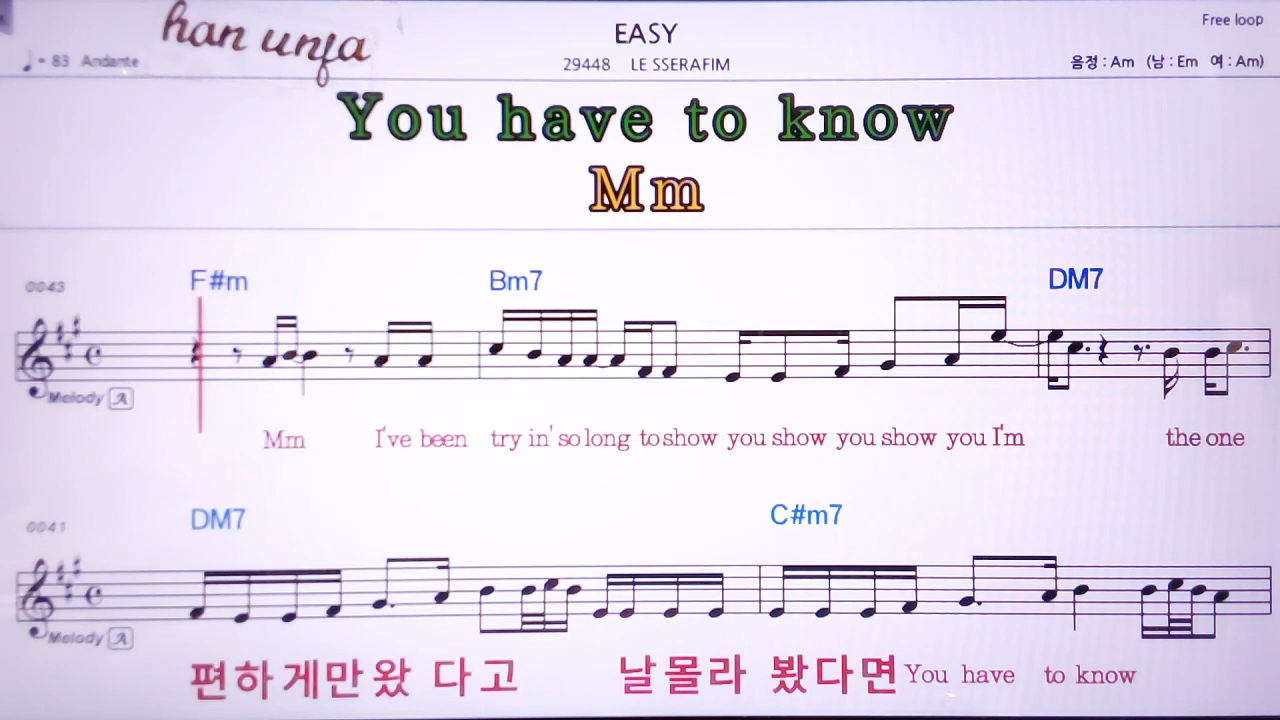 han unja
EASY
Free loop
♩= 83 Andante
29448 LE SSERAFIM
음정 : Am (남 : Em 여 : Am)
You have to know
Mm
0043
F#m Bm7 DM7
Melody A
Mm I've been try in' so long to show you show you show you I'm the one
0041
DM7 C#m7
Melody A
편하게만왔 다고 날몰라 봤다면 You have to know